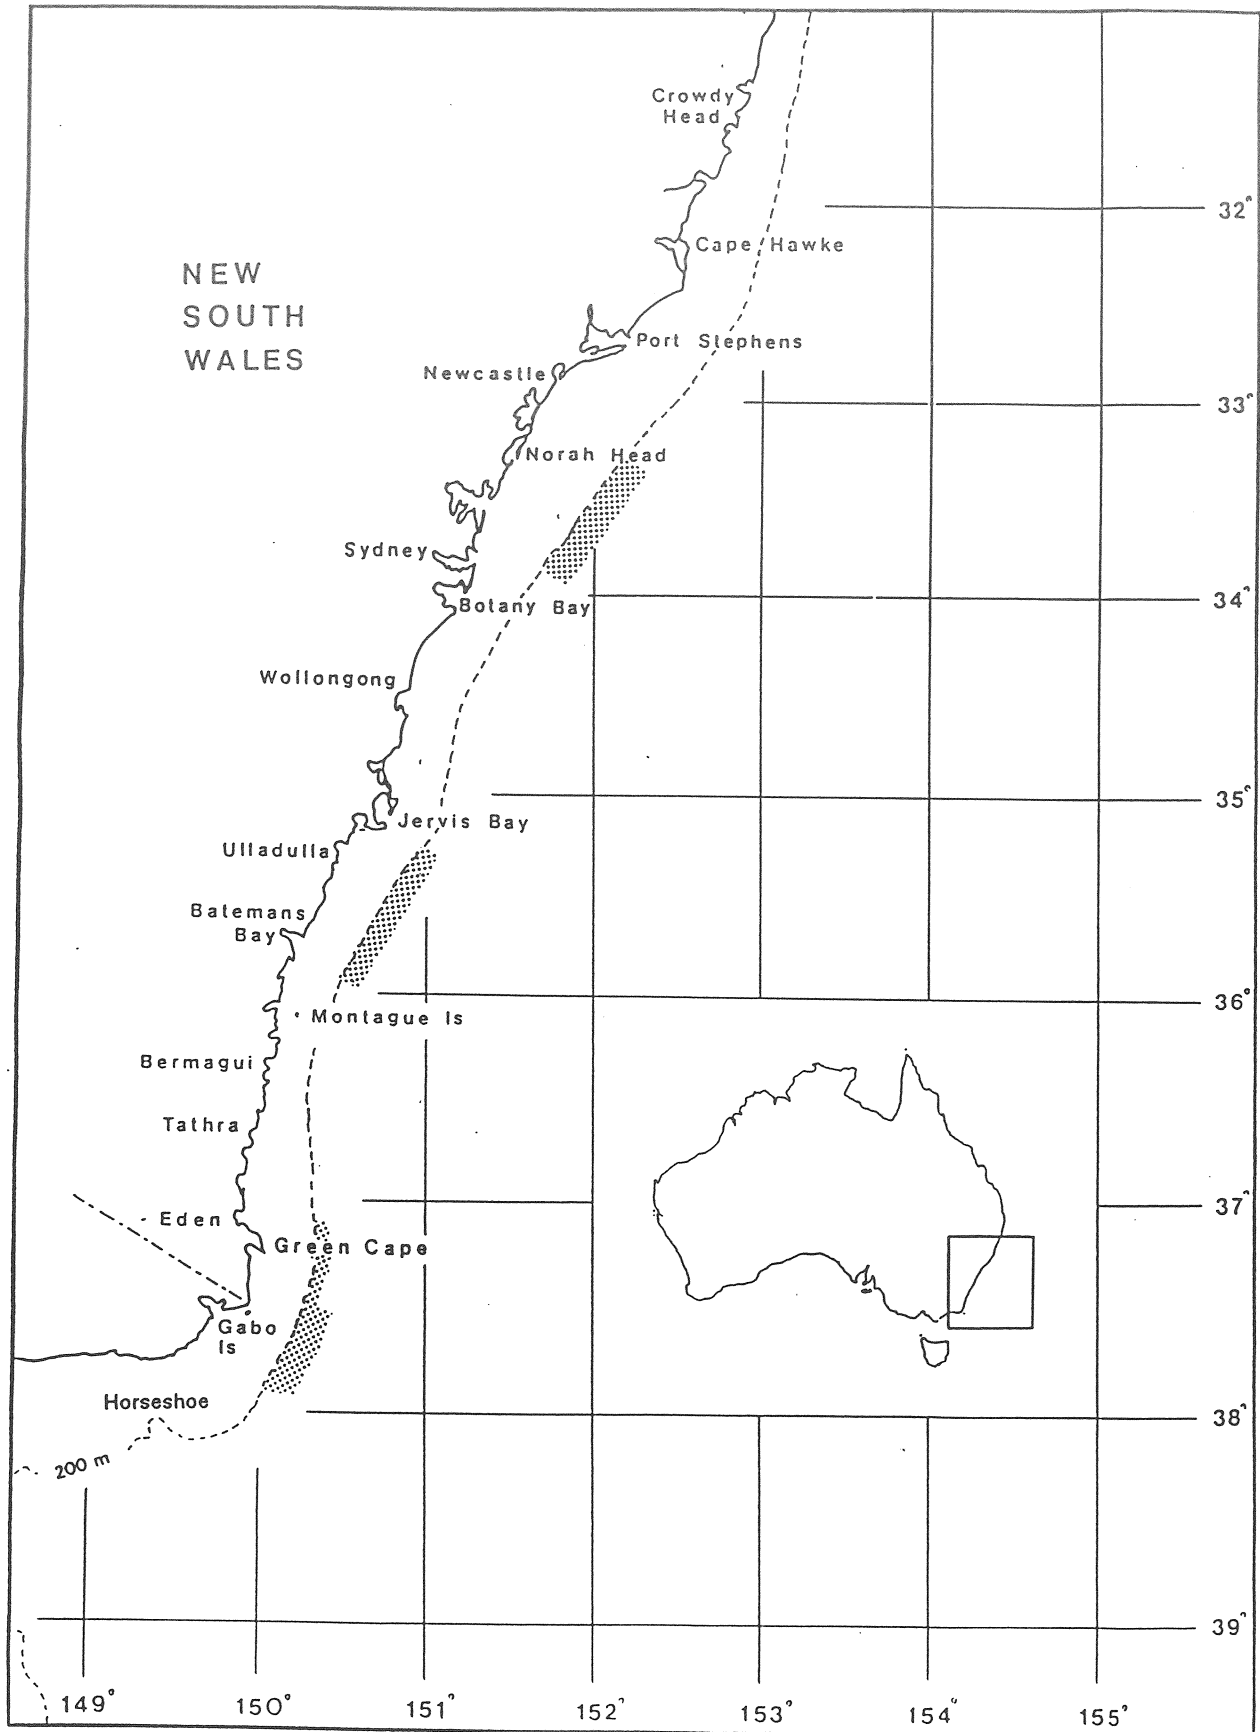 Crowdy
Head
32°
Cape Hawke
NEW
SOUTH
WALES
Port Stephens
Newcastle
33°
Norah Head
Sydney
34°
Botany Bay
Wollongong
35°
Jervis Bay
Ulladulla
Batemans
Bay
36°
Montague Is
Bermagui
Tathra
37°
Eden
Green Cape
Gabo
Is
Horseshoe
38°
200 m
39°
149° 150° 151° 152° 153° 154° 155°